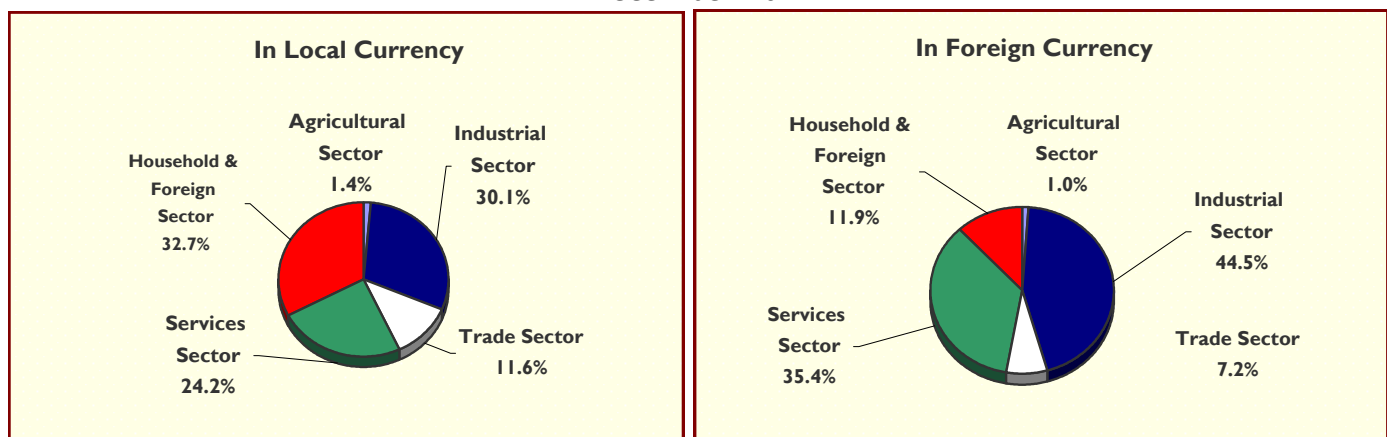 In Local Currency
Agricultural
Sector
1.4%
Industrial
Sector
30.1%
Household &
Foreign
Sector
32.7%
Services
Sector
24.2%
Trade Sector
11.6%
In Foreign Currency
Household &
Foreign
Sector
11.9%
Agricultural
Sector
1.0%
Industrial
Sector
44.5%
Services
Sector
35.4%
Trade Sector
7.2%